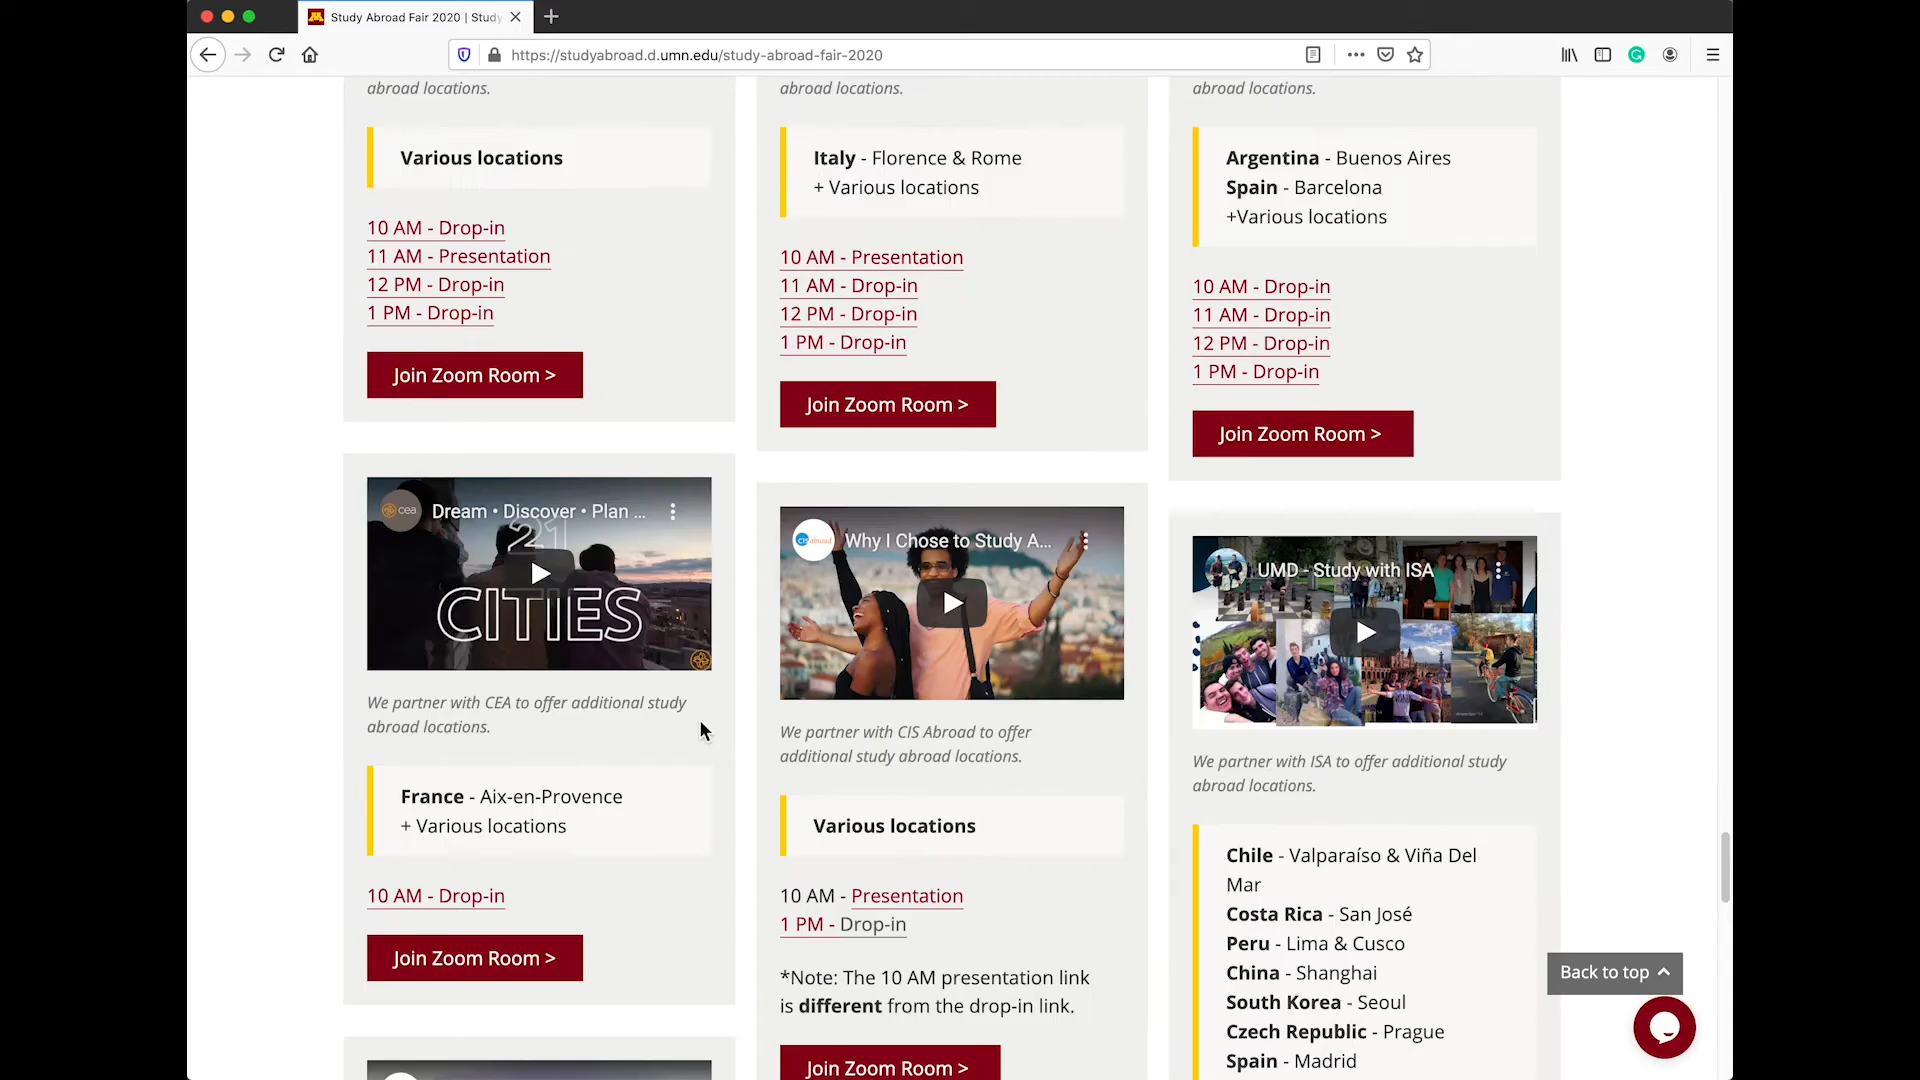 Study Abroad Fair 2020 | Study
https://studyabroad.d.umn.edu/study-abroad-fair-2020
abroad locations.
Various locations
10 AM - Drop-in
11 AM - Presentation
12 PM - Drop-in
1 PM - Drop-in
Join Zoom Room >
abroad locations.
Italy - Florence & Rome
+ Various locations
10 AM - Presentation
11 AM - Drop-in
12 PM - Drop-in
1 PM - Drop-in
Join Zoom Room >
abroad locations.
Argentina - Buenos Aires
Spain - Barcelona
+Various locations
10 AM - Drop-in
11 AM - Drop-in
12 PM - Drop-in
1 PM - Drop-in
Join Zoom Room >
cea
Dream • Discover • Plan ...
21
CITIES
We partner with CEA to offer additional study
abroad locations.
France - Aix-en-Provence
+ Various locations
10 AM - Drop-in
Join Zoom Room >
CISabroad
Why I Chose to Study A...
We partner with CIS Abroad to offer
additional study abroad locations.
Various locations
10 AM - Presentation
1 PM - Drop-in
*Note: The 10 AM presentation link
is different from the drop-in link.
Join Zoom Room >
UMD - Study with ISA
We partner with ISA to offer additional study
abroad locations.
Chile - Valparaíso & Viña Del
Mar
Costa Rica - San José
Peru - Lima & Cusco
China - Shanghai
South Korea - Seoul
Czech Republic - Prague
Spain - Madrid
Back to top